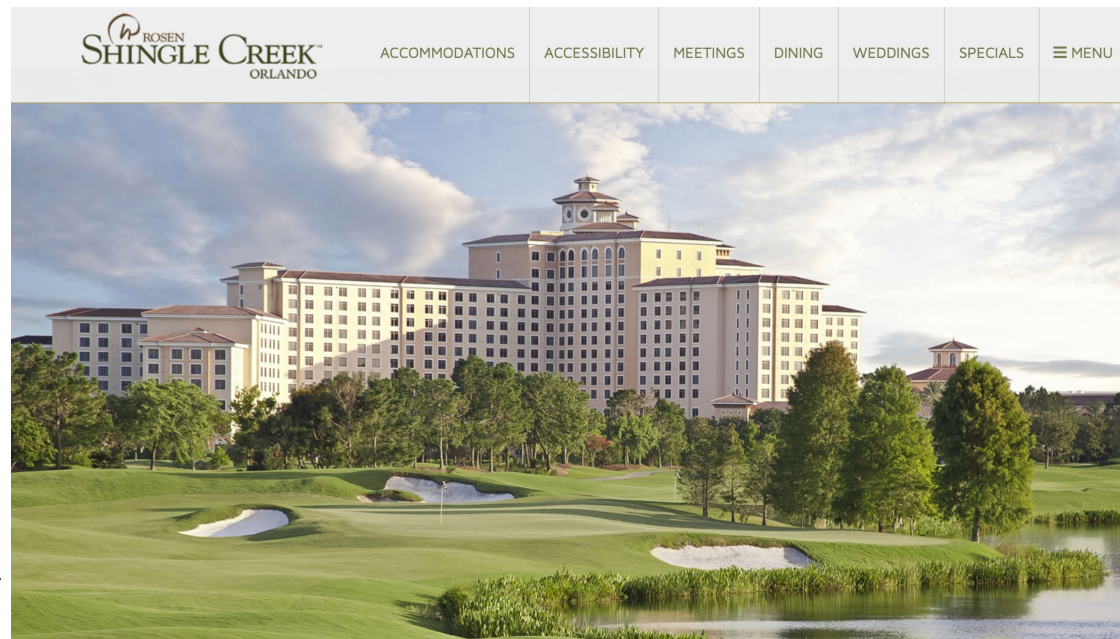 ROSEN
SHINGLE CREEK™
ORLANDO
ACCOMMODATIONS
ACCESSIBILITY
MEETINGS
DINING
WEDDINGS
SPECIALS
MENU